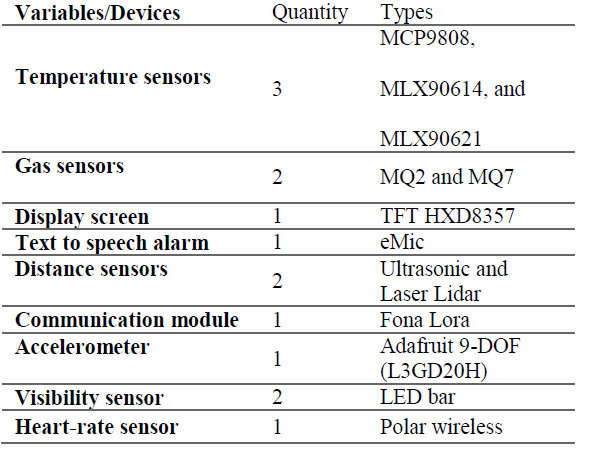 Variables/Devices Quantity Types
Temperature sensors 3 MCP9808,
MLX90614, and
MLX90621
Gas sensors 2 MQ2 and MQ7
Display screen 1 TFT HXD8357
Text to speech alarm 1 eMic
Distance sensors 2 Ultrasonic and
Laser Lidar
Communication module 1 Fona Lora
Accelerometer 1 Adafruit 9-DOF
(L3GD20H)
Visibility sensor 2 LED bar
Heart-rate sensor 1 Polar wireless